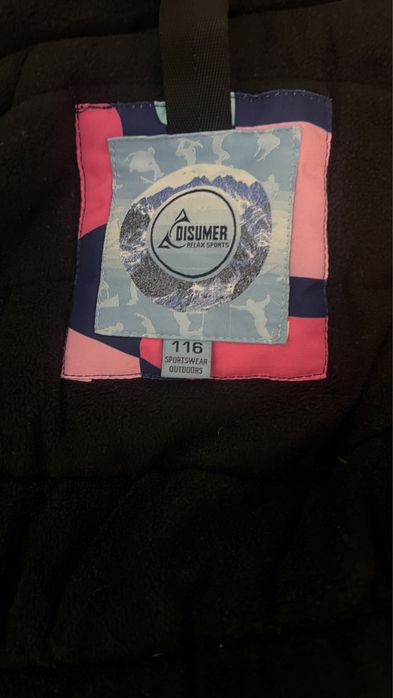 DISUMER
RELAX SPORTS
116
SPORTSWEAR
OUTDOORS